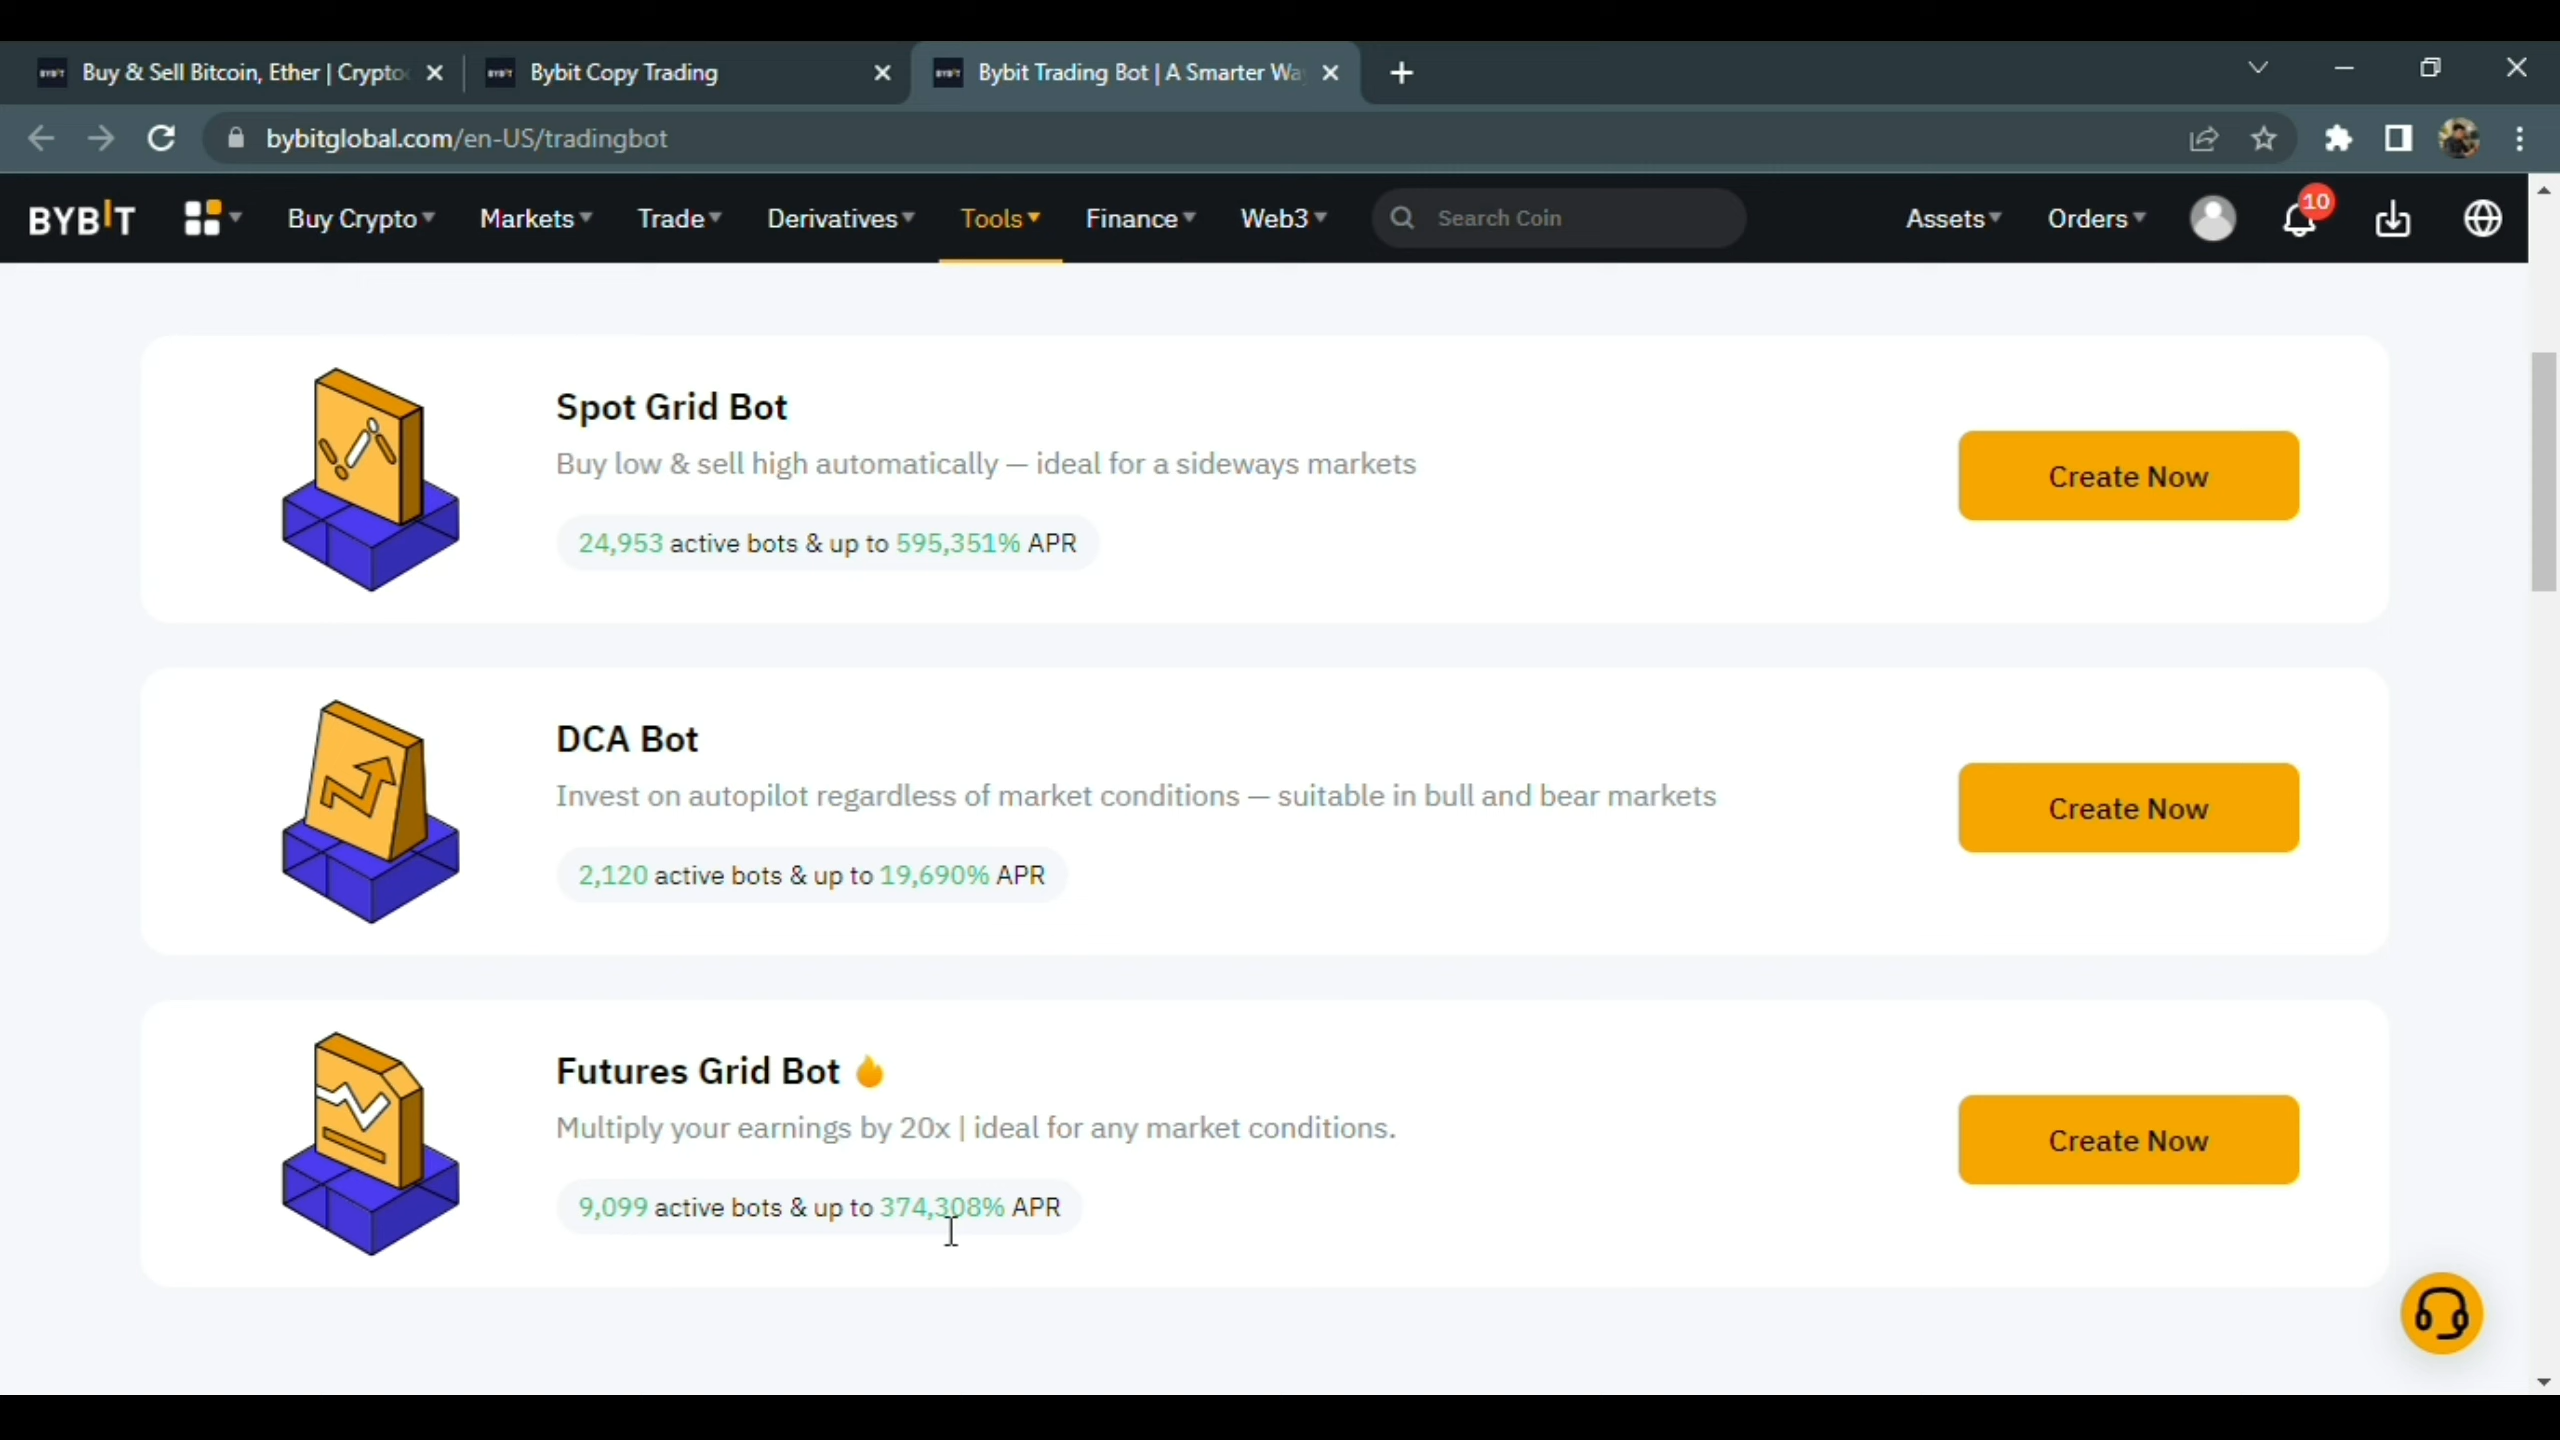 Buy & Sell Bitcoin, Ether | Crypto
Bybit Copy Trading
Bybit Trading Bot | A Smarter Wa
bybitglobal.com/en-US/tradingbot
BYBIT
Buy Crypto
Markets
Trade
Derivatives
Tools
Finance
Web3
Search Coin
Assets
Orders
10
Spot Grid Bot
Buy low & sell high automatically — ideal for a sideways markets
24,953 active bots & up to 595,351% APR
Create Now
DCA Bot
Invest on autopilot regardless of market conditions — suitable in bull and bear markets
2,120 active bots & up to 19,690% APR
Create Now
Futures Grid Bot
Multiply your earnings by 20x | ideal for any market conditions.
9,099 active bots & up to 374,308% APR
Create Now